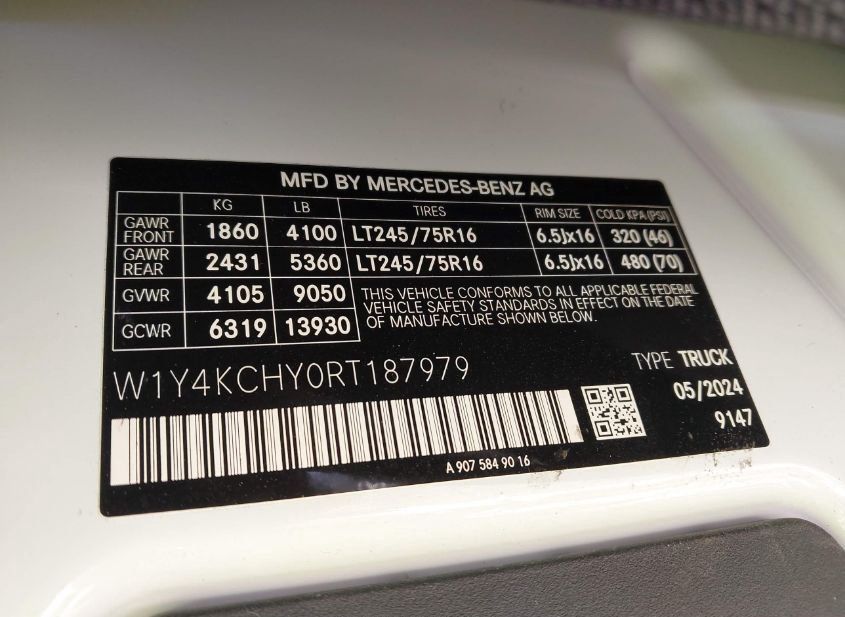 MFD BY MERCEDES-BENZ AG
KG LB TIRES RIM SIZE COLD KPA (PSI)
GAWR FRONT 1860 4100 LT245/75R16 6.5Jx16 320 (46)
GAWR REAR 2431 5360 LT245/75R16 6.5Jx16 480 (70)
GVWR 4105 9050
GCWR 6319 13930
THIS VEHICLE CONFORMS TO ALL APPLICABLE FEDERAL
VEHICLE SAFETY STANDARDS IN EFFECT ON THE DATE
OF MANUFACTURE SHOWN BELOW.
W1Y4KCHY0RT187979
TYPE TRUCK
05/2024
9147
A 907 584 90 16